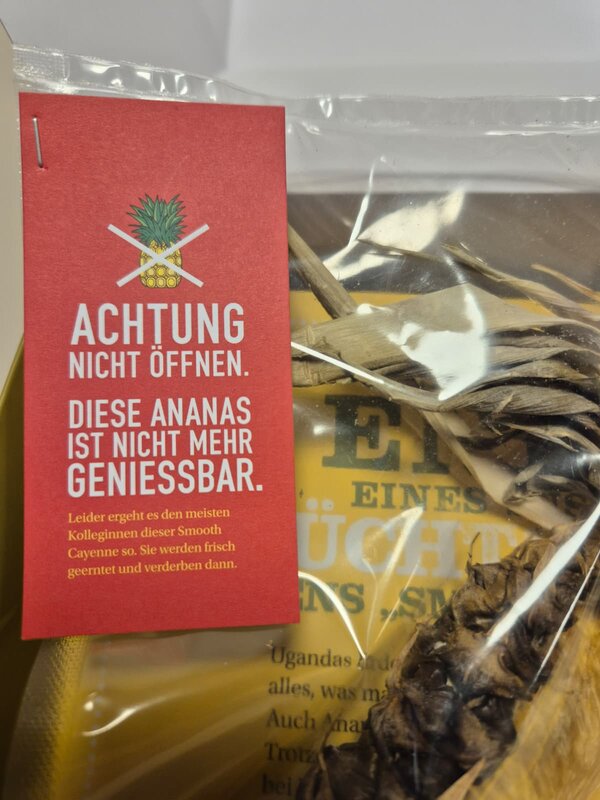 ACHTUNG
NICHT ÖFFNEN.
DIESE ANANAS
IST NICHT MEHR
GENIESSBAR.
Leider ergeht es den meisten
Kolleginnen dieser Smooth
Cayenne so. Sie werden frisch
geerntet und verderben dann.
EINES
Ugandas
alles, was
Auch
bei